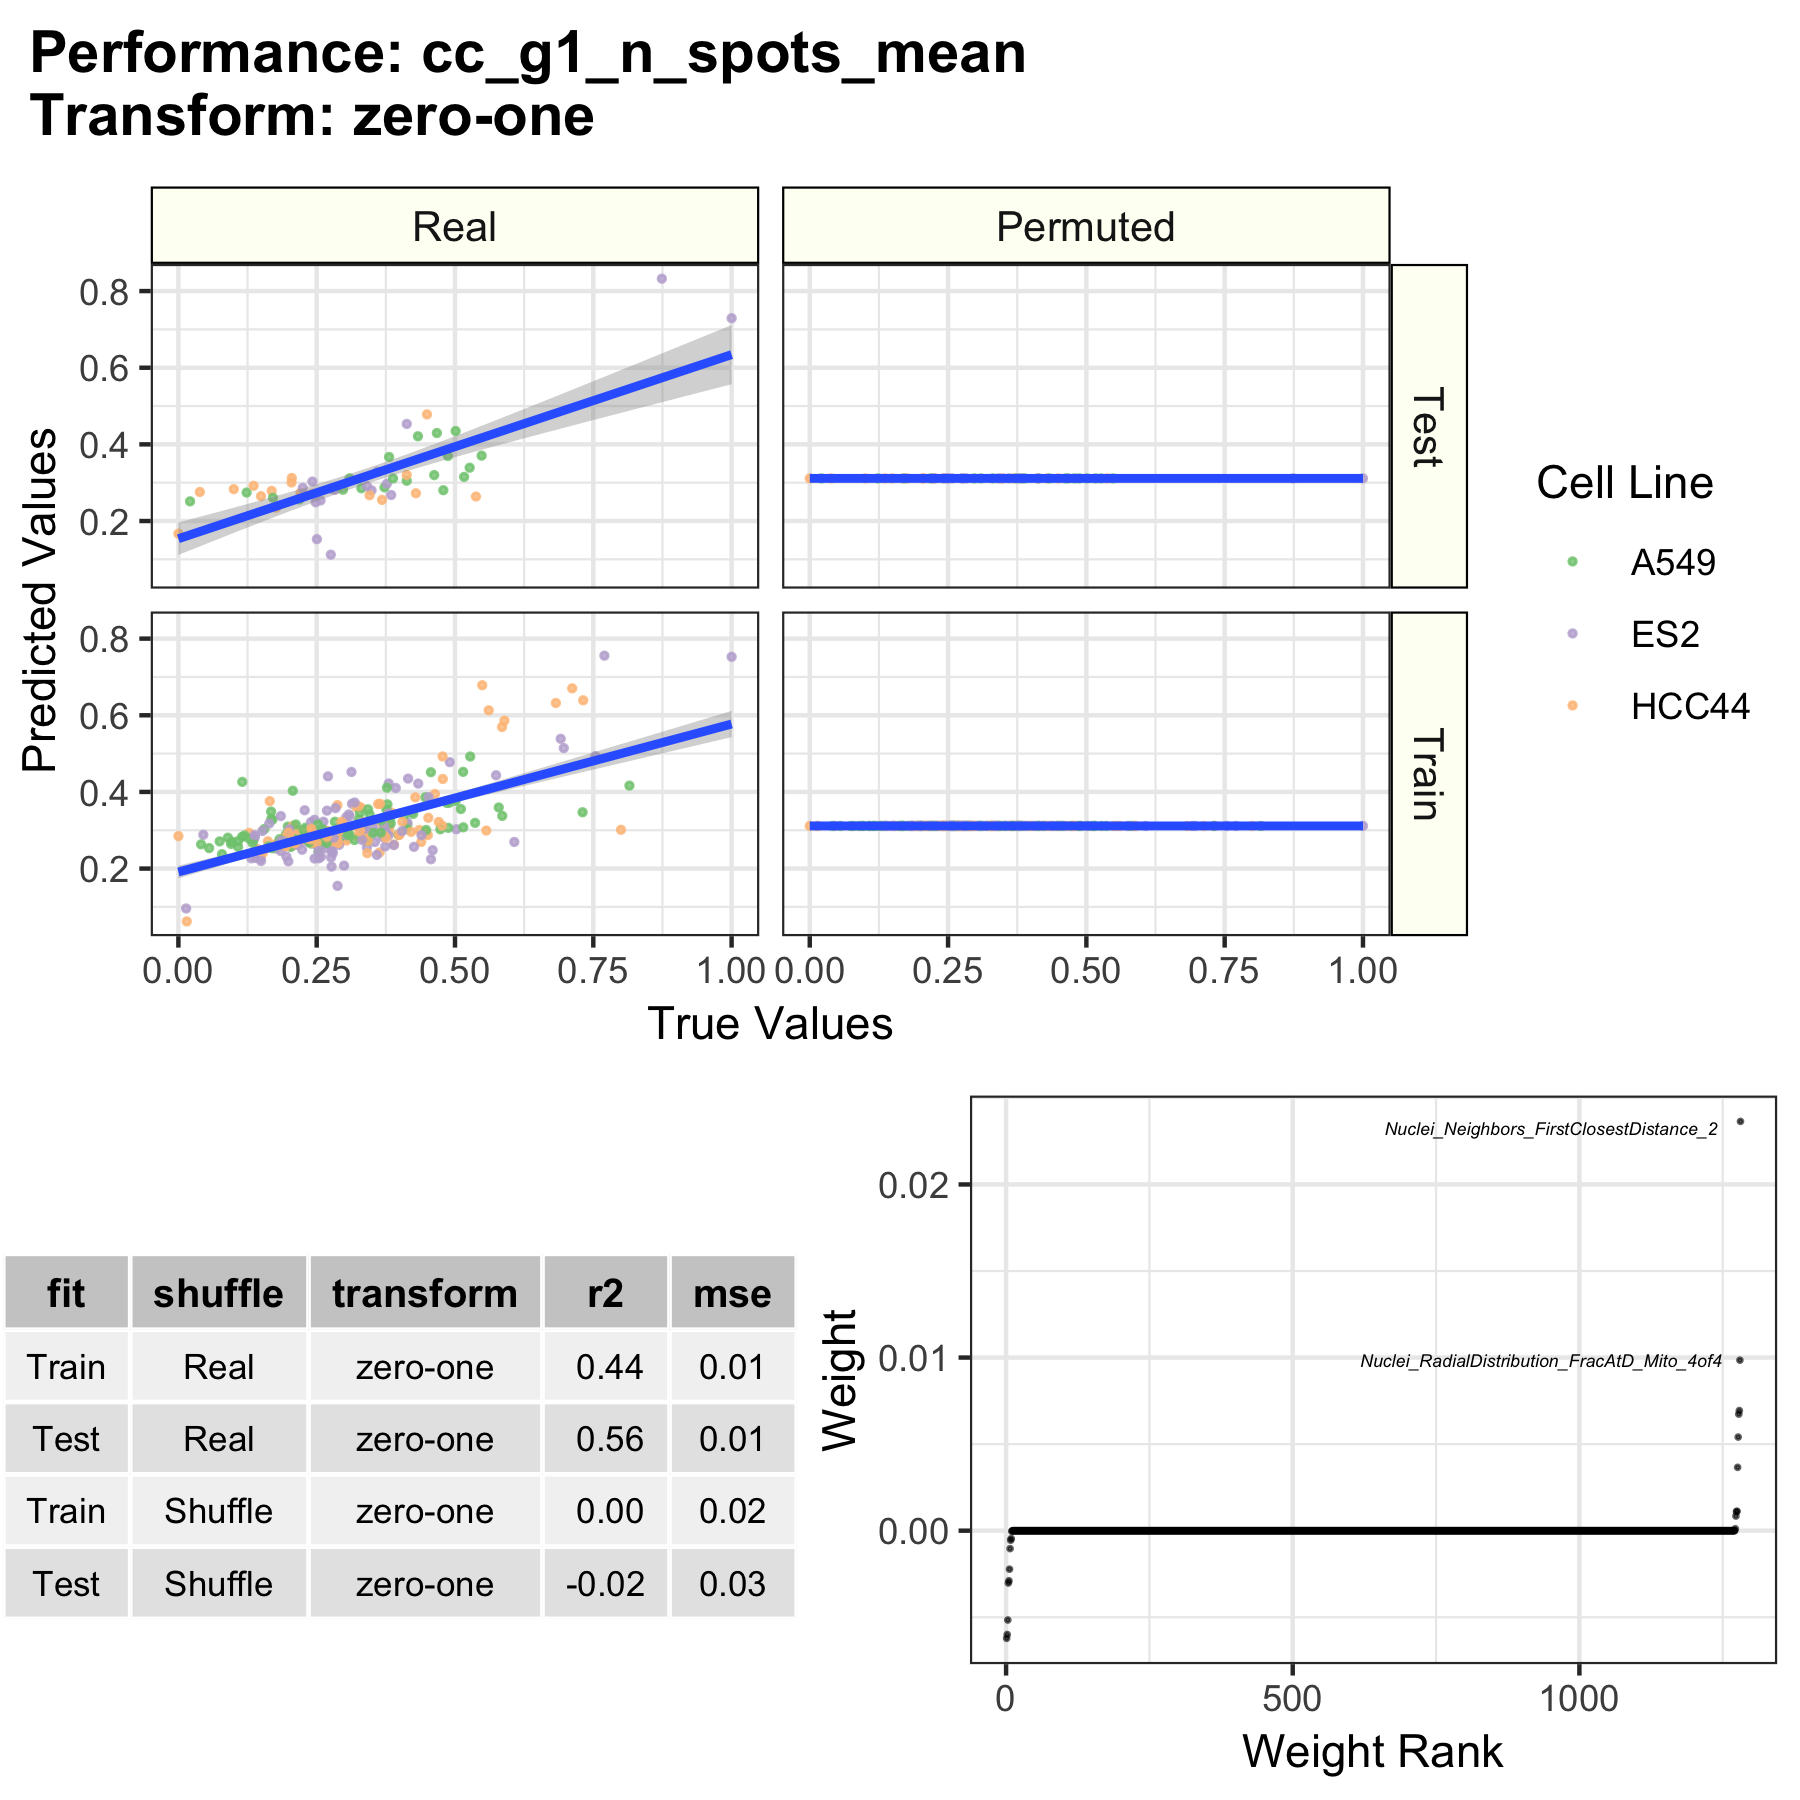 Performance: cc_g1_n_spots_mean
Transform: zero-one
Real
Permuted
Predicted Values
0.8
0.6
0.4
0.2
Test
0.8
0.6
0.4
0.2
Train
0.00 0.25 0.50 0.75 1.00
0.00 0.25 0.50 0.75 1.00
True Values
Cell Line
A549
ES2
HCC44
fit shuffle transform r2 mse
Train Real zero-one 0.44 0.01
Test Real zero-one 0.56 0.01
Train Shuffle zero-one 0.00 0.02
Test Shuffle zero-one -0.02 0.03
Weight
0.02
0.01
0.00
Nuclei_Neighbors_FirstClosestDistance_2
Nuclei_RadialDistribution_FracAtD_Mito_4of4
0 500 1000
Weight Rank